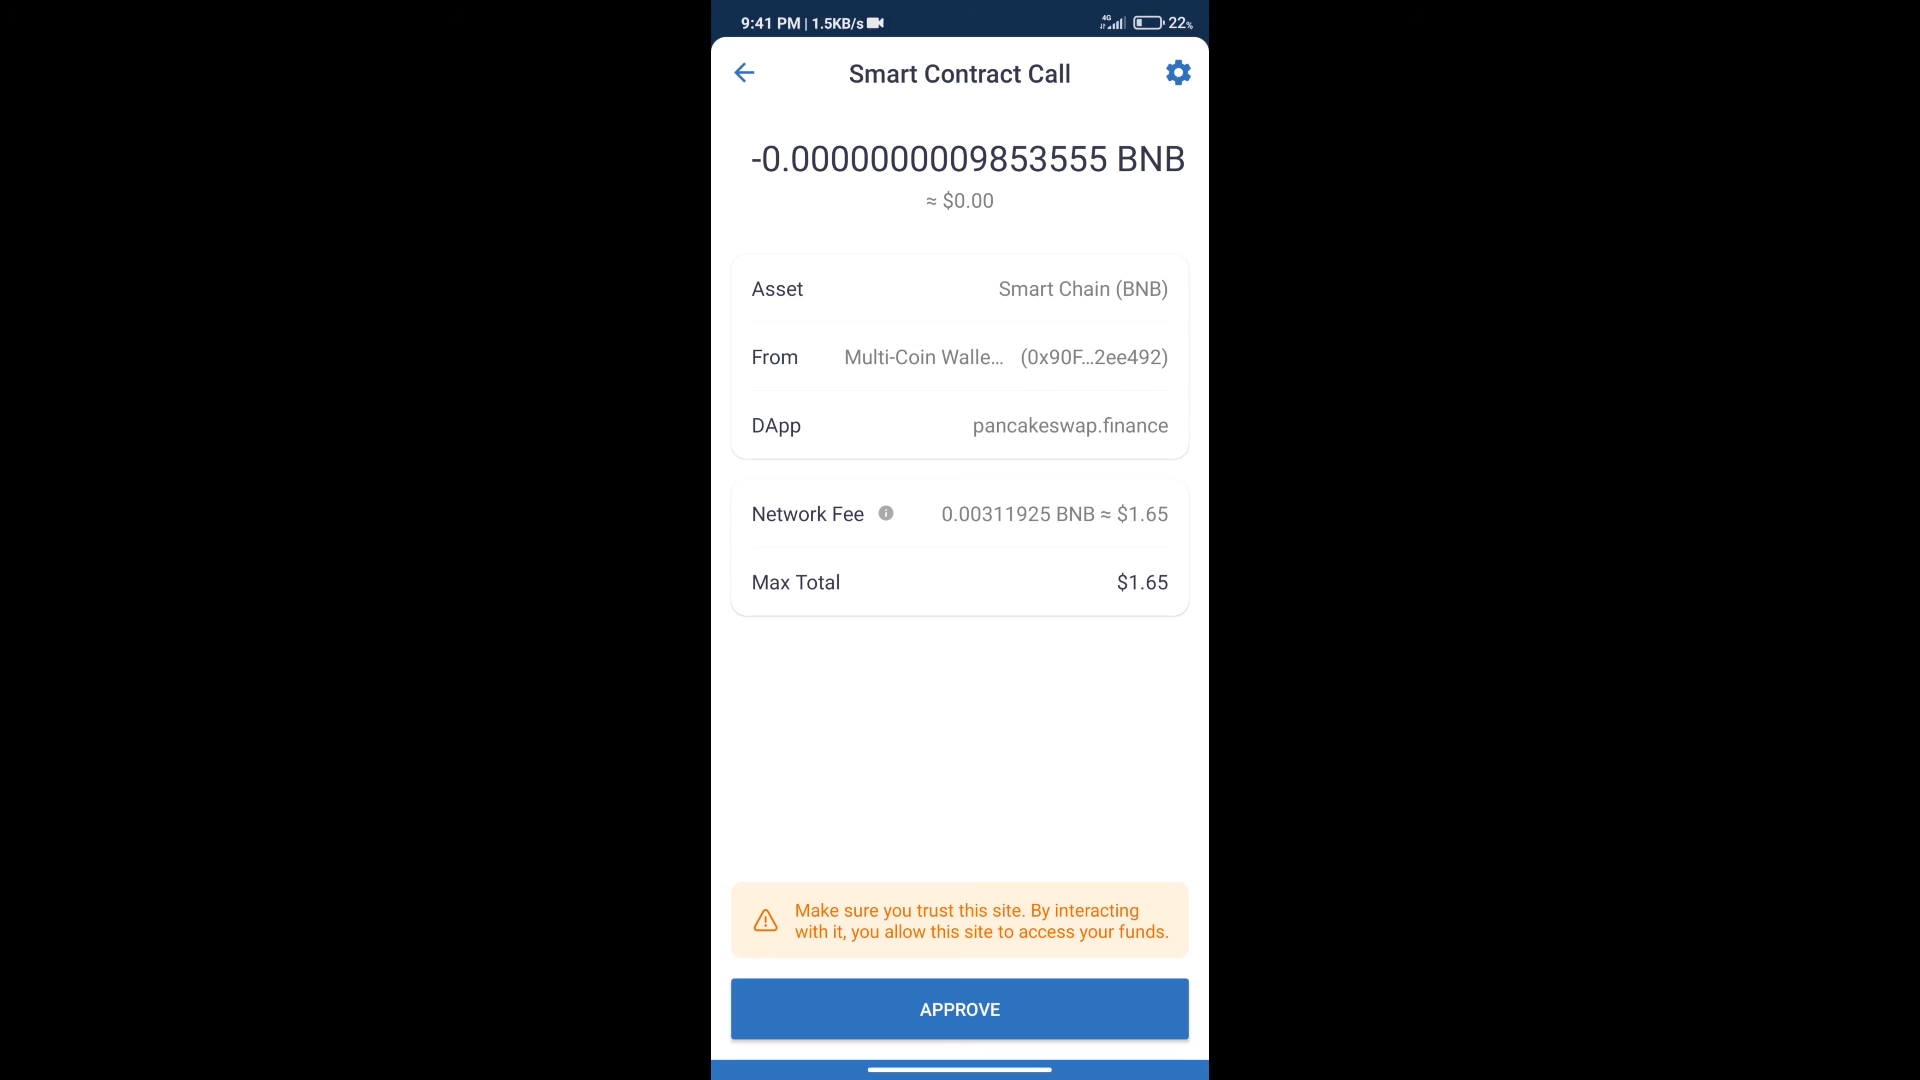 9:41 PM | 1.5KB/s 4G 22%
Smart Contract Call
-0.0000000009853555 BNB
≈ $0.00
Asset Smart Chain (BNB)
From Multi-Coin Walle... (0x90F...2ee492)
DApp pancakeswap.finance
Network Fee 0.00311925 BNB ≈ $1.65
Max Total $1.65
Make sure you trust this site. By interacting
with it, you allow this site to access your funds.
APPROVE